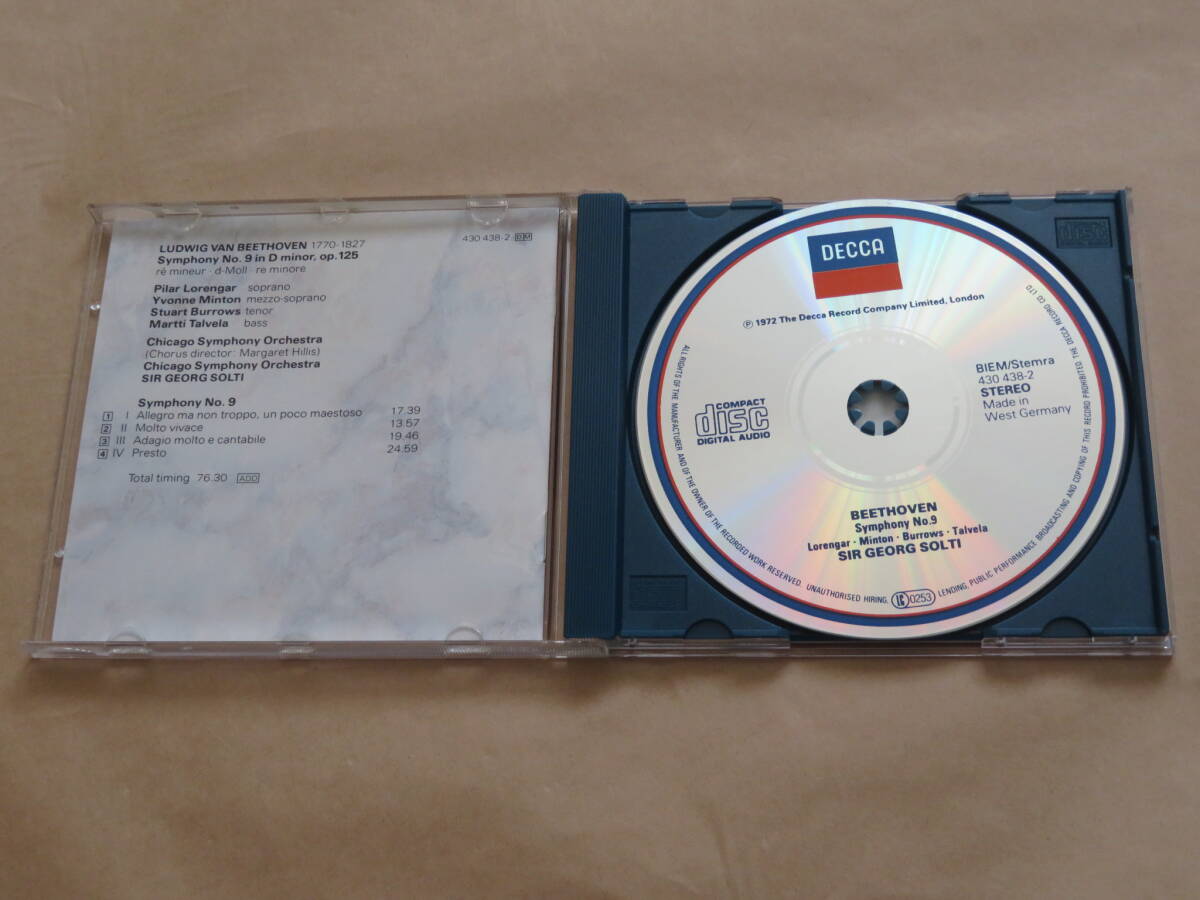 LUDWIG VAN BEETHOVEN 1770-1827
430 438-2 DM
Symphony No. 9 in D minor, op.125
ré mineur · d-Moll · re minore
Pilar Lorengar soprano
Yvonne Minton mezzo-soprano
Stuart Burrows tenor
Martti Talvela bass
Chicago Symphony Orchestra
(Chorus director: Margaret Hillis)
Chicago Symphony Orchestra
SIR GEORG SOLTI
Symphony No. 9
1 I Allegro ma non troppo, un poco maestoso 17.39
2 II Molto vivace 13.57
3 III Adagio molto e cantabile 19.46
4 IV Presto 24.59
Total timing 76.30 ADD
DECCA
℗ 1972 The Decca Record Company Limited, London
BIEM/Stemra
430 438-2
STEREO
Made in
West Germany
COMPACT
disc
DIGITAL AUDIO
BEETHOVEN
Symphony No.9
Lorengar · Minton · Burrows · Talvela
SIR GEORG SOLTI
ALL RIGHTS OF THE MANUFACTURER AND OF THE OWNER OF THE RECORDED WORK RESERVED. UNAUTHORISED HIRING, LC 0253 LENDING, PUBLIC PERFORMANCE BROADCASTING AND COPYING OF THIS RECORD PROHIBITED. THE DECCA RECORD CO. LTD.
disc